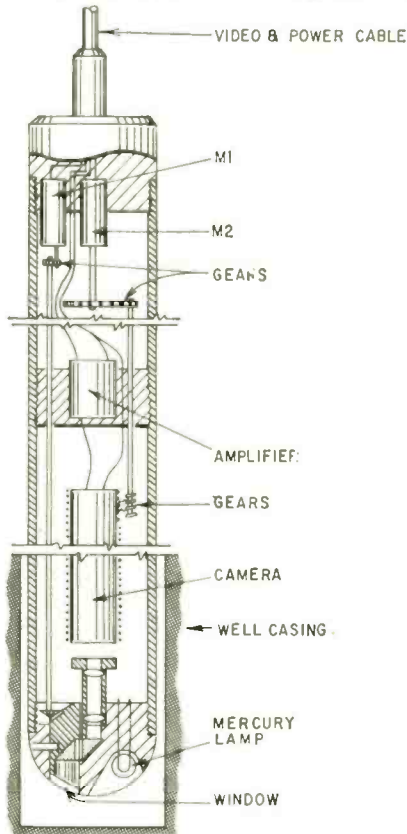 VIDEO & POWER CABLE
M1
M2
GEARS
AMPLIFIER
GEARS
CAMERA
WELL CASING
MERCURY
LAMP
WINDOW